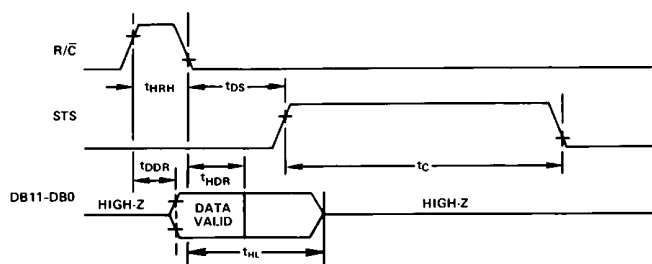 R/C̅
tHRH
tDS
STS
tDDR
tHDR
tC
DB11-DB0
HIGH-Z
DATA
VALID
HIGH-Z
tHL